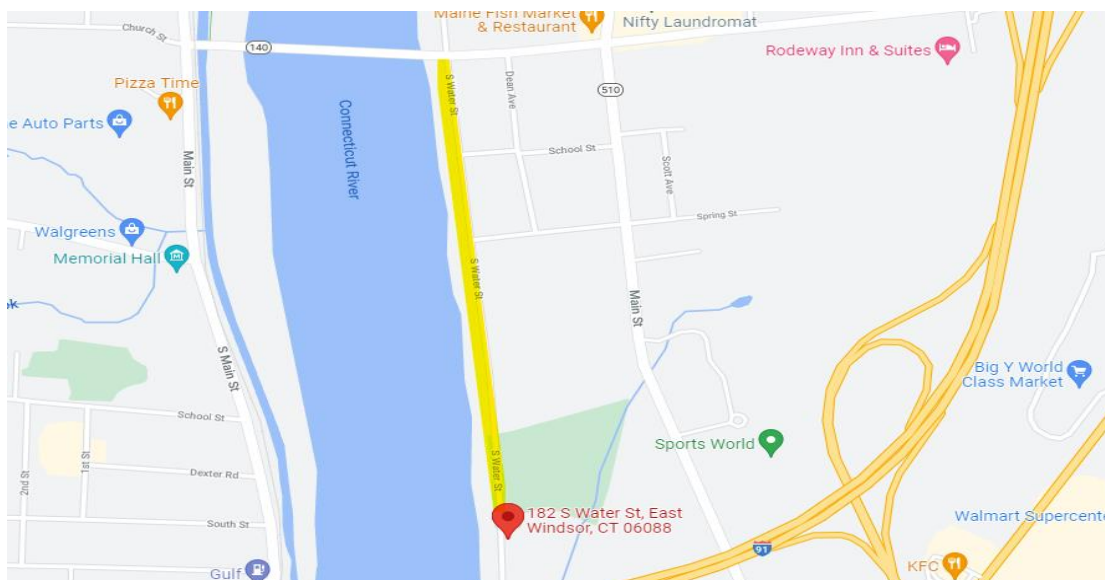 Maine Fish Market
& Restaurant
Nifty Laundromat
Church St
140
Rodeway Inn & Suites
Pizza Time
S Water St
Dean Ave
510
e Auto Parts
Connecticut River
Main St
School St
Scott Ave
Spring St
Walgreens
Memorial Hall
S Water St
Main St
k
S Main St
Big Y World
Class Market
School St
Sports World
1st St
2nd St
Dexter Rd
S Water St
182 S Water St, East
Windsor, CT 06088
South St
Walmart Supercente
91
Gulf
KFC